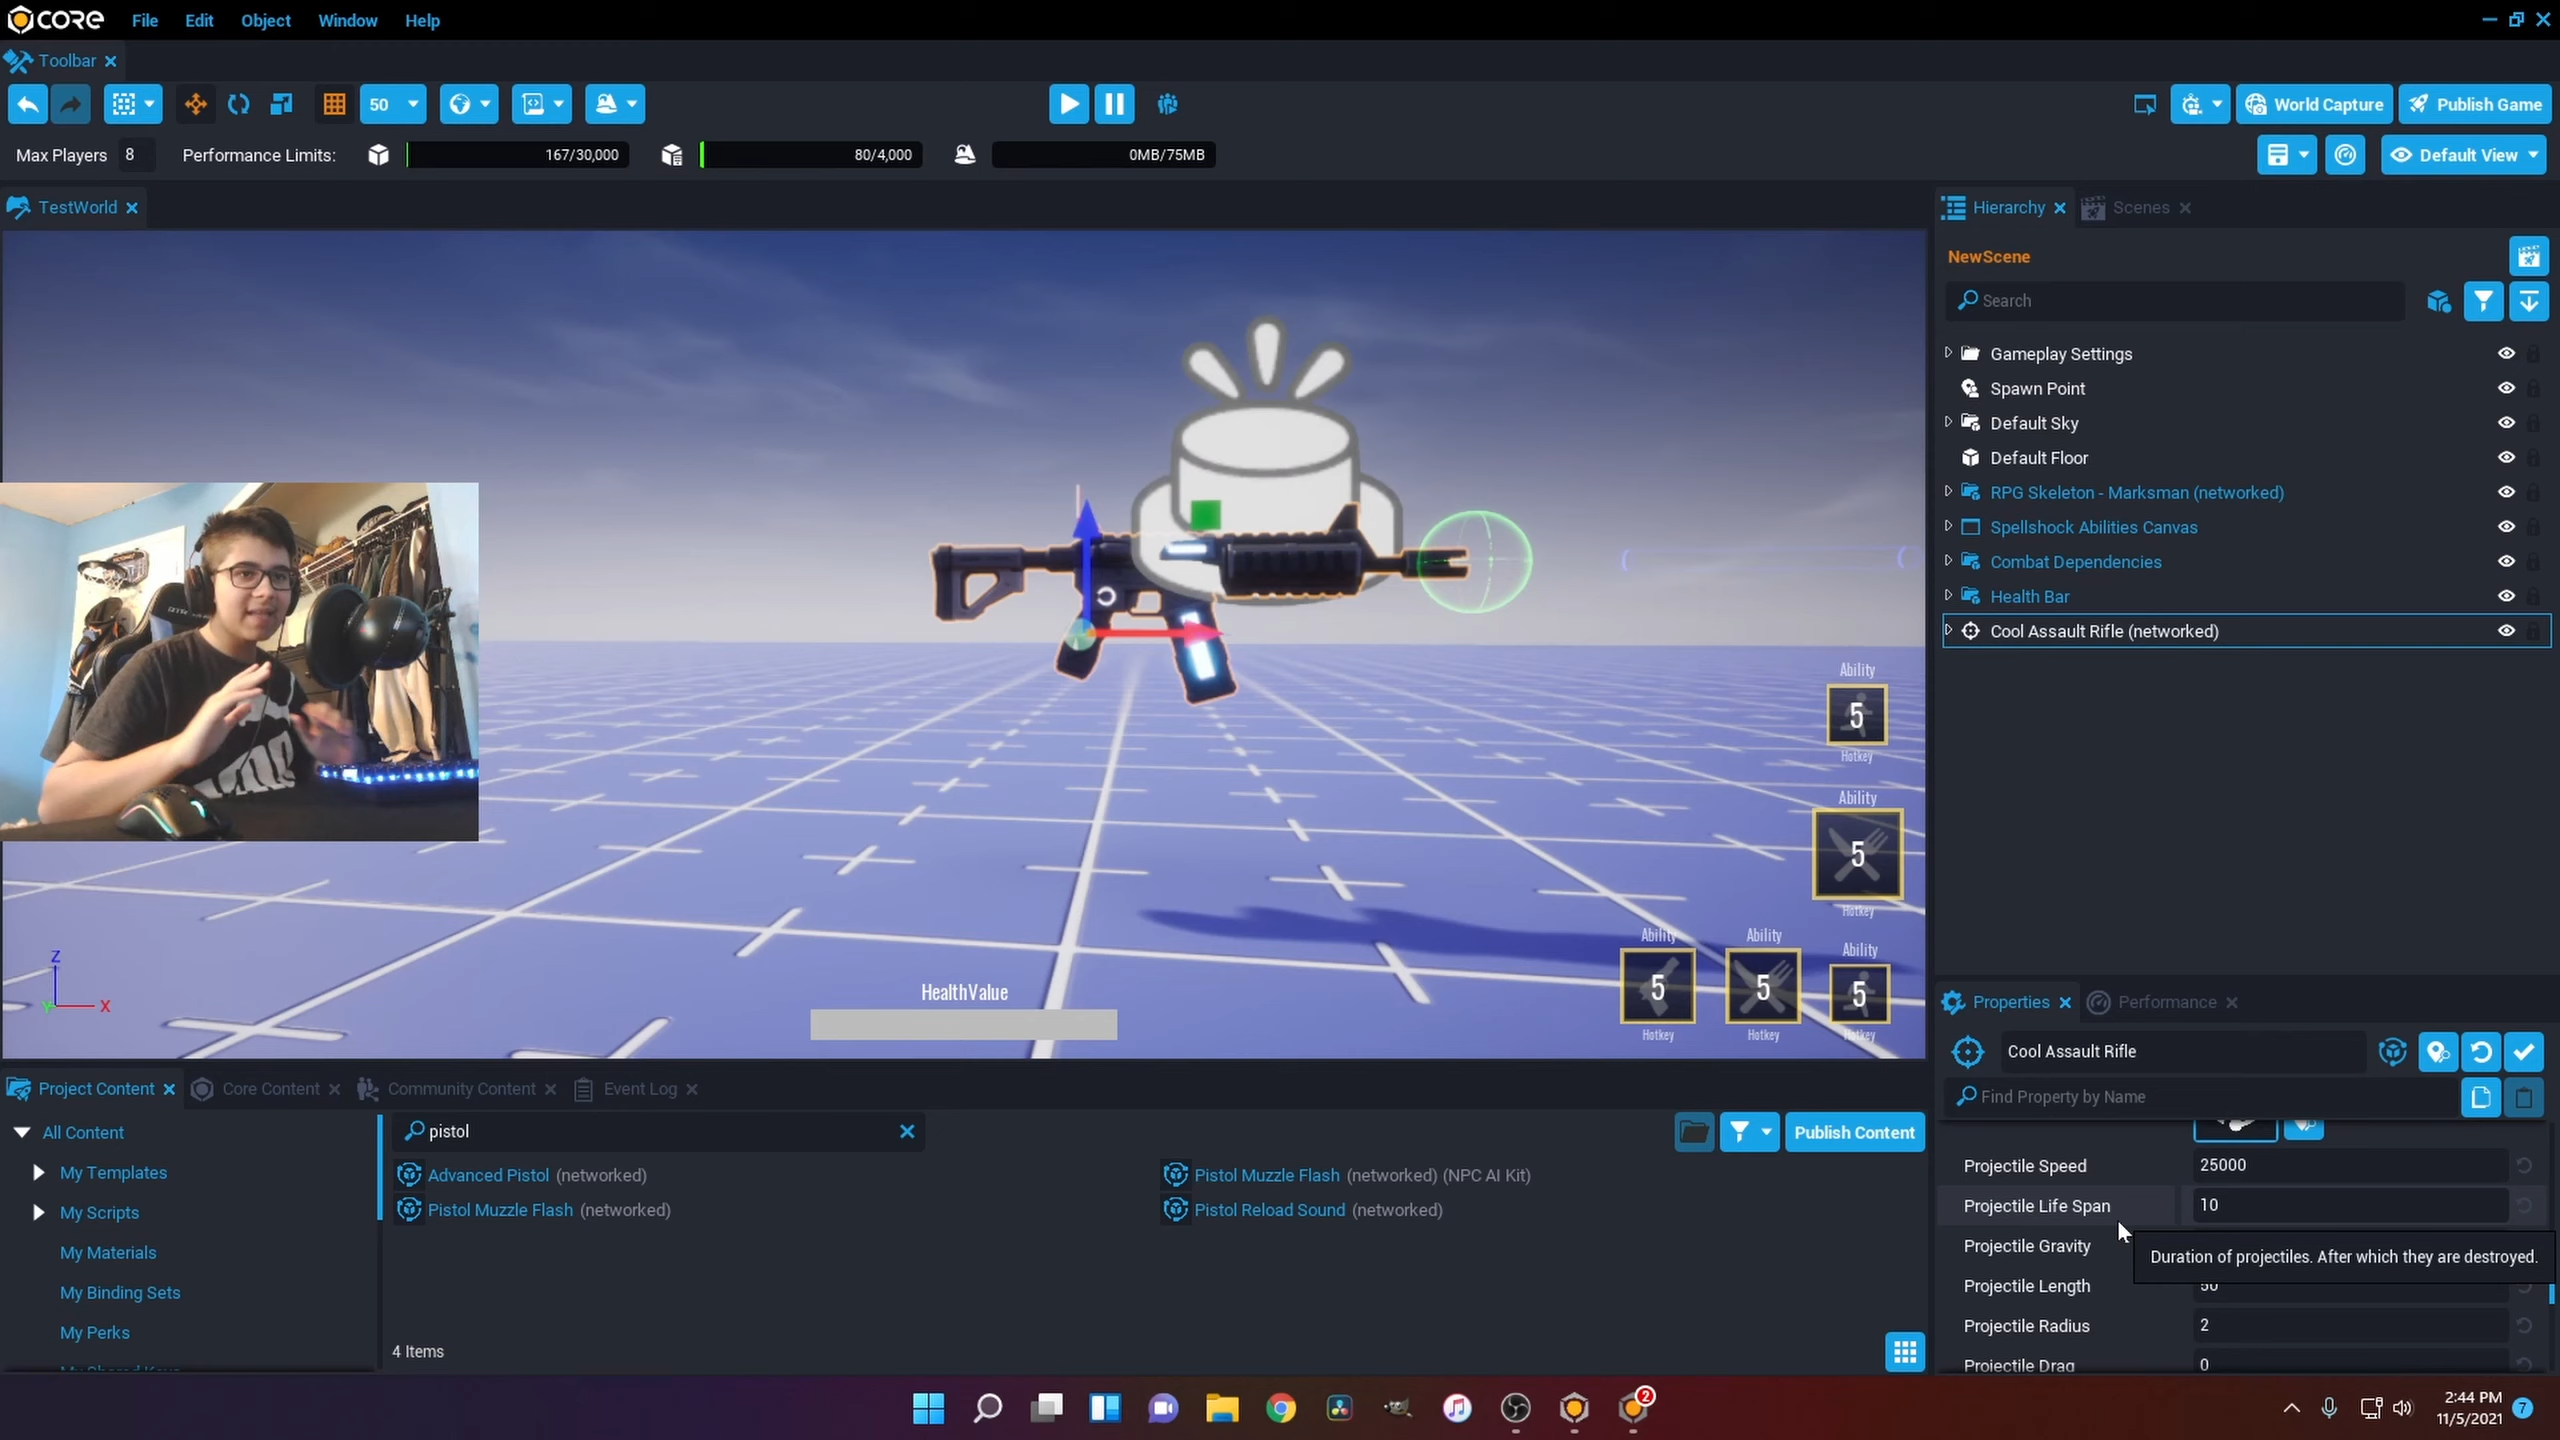 CORE
File
Edit
Object
Window
Help
Toolbar
50
World Capture
Publish Game
Max Players 8
Performance Limits:
167/30,000
80/4,000
0MB/75MB
Default View
TestWorld
Ability
5
Hotkey
Ability
5
Hotkey
Ability
5
Hotkey
Ability
5
Hotkey
Ability
5
Hotkey
HealthValue
Z
Y
X
Hierarchy
Scenes
NewScene
Search
Gameplay Settings
Spawn Point
Default Sky
Default Floor
RPG Skeleton - Marksman (networked)
Spellshock Abilities Canvas
Combat Dependencies
Health Bar
Cool Assault Rifle (networked)
Project Content
Core Content
Community Content
Event Log
All Content
My Templates
My Scripts
My Materials
My Binding Sets
My Perks
pistol
Publish Content
Advanced Pistol (networked)
Pistol Muzzle Flash (networked) (NPC AI Kit)
Pistol Muzzle Flash (networked)
Pistol Reload Sound (networked)
4 Items
Properties
Performance
Cool Assault Rifle
Find Property by Name
Projectile Speed 25000
Projectile Life Span 10
Projectile Gravity
Duration of projectiles. After which they are destroyed.
Projectile Length 50
Projectile Radius 2
Projectile Drag 0
2
2:44 PM
11/5/2021
7